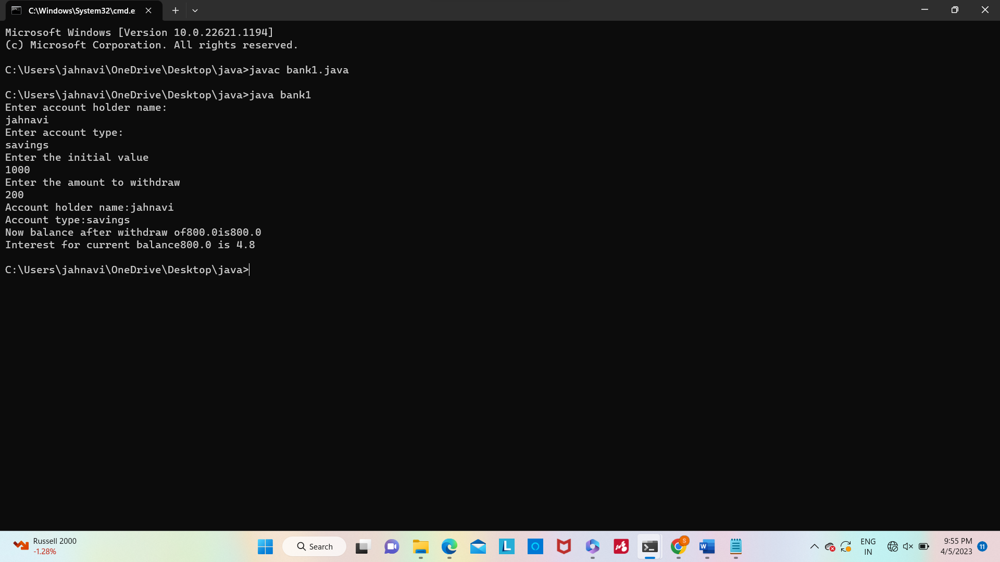 C:\Windows\System32\cmd.e
Microsoft Windows [Version 10.0.22621.1194]
(c) Microsoft Corporation. All rights reserved.
C:\Users\jahnavi\OneDrive\Desktop\java>javac bank1.java
C:\Users\jahnavi\OneDrive\Desktop\java>java bank1
Enter account holder name:
jahnavi
Enter account type:
savings
Enter the initial value
1000
Enter the amount to withdraw
200
Account holder name:jahnavi
Account type:savings
Now balance after withdraw of800.0is800.0
Interest for current balance800.0 is 4.8
C:\Users\jahnavi\OneDrive\Desktop\java>
Russell 2000
-1.28%
Search
L
S
W
ENG
IN
9:55 PM
4/5/2023
11